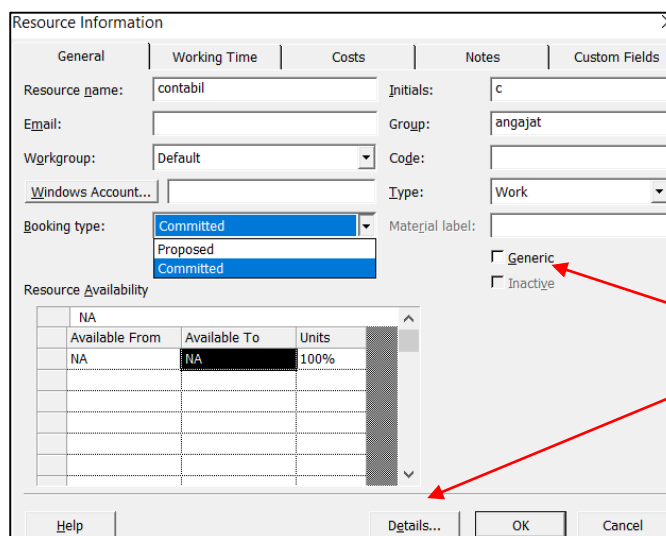 Resource Information
General Working Time Costs Notes Custom Fields
Resource name: contabil Initials: c
Email: Group: angajat
Workgroup: Default Code:
Windows Account... Type: Work
Booking type: Committed Material label:
Proposed
Committed
Generic
Inactive
Resource Availability
NA
Available From Available To Units
NA NA 100%
Help Details... OK Cancel